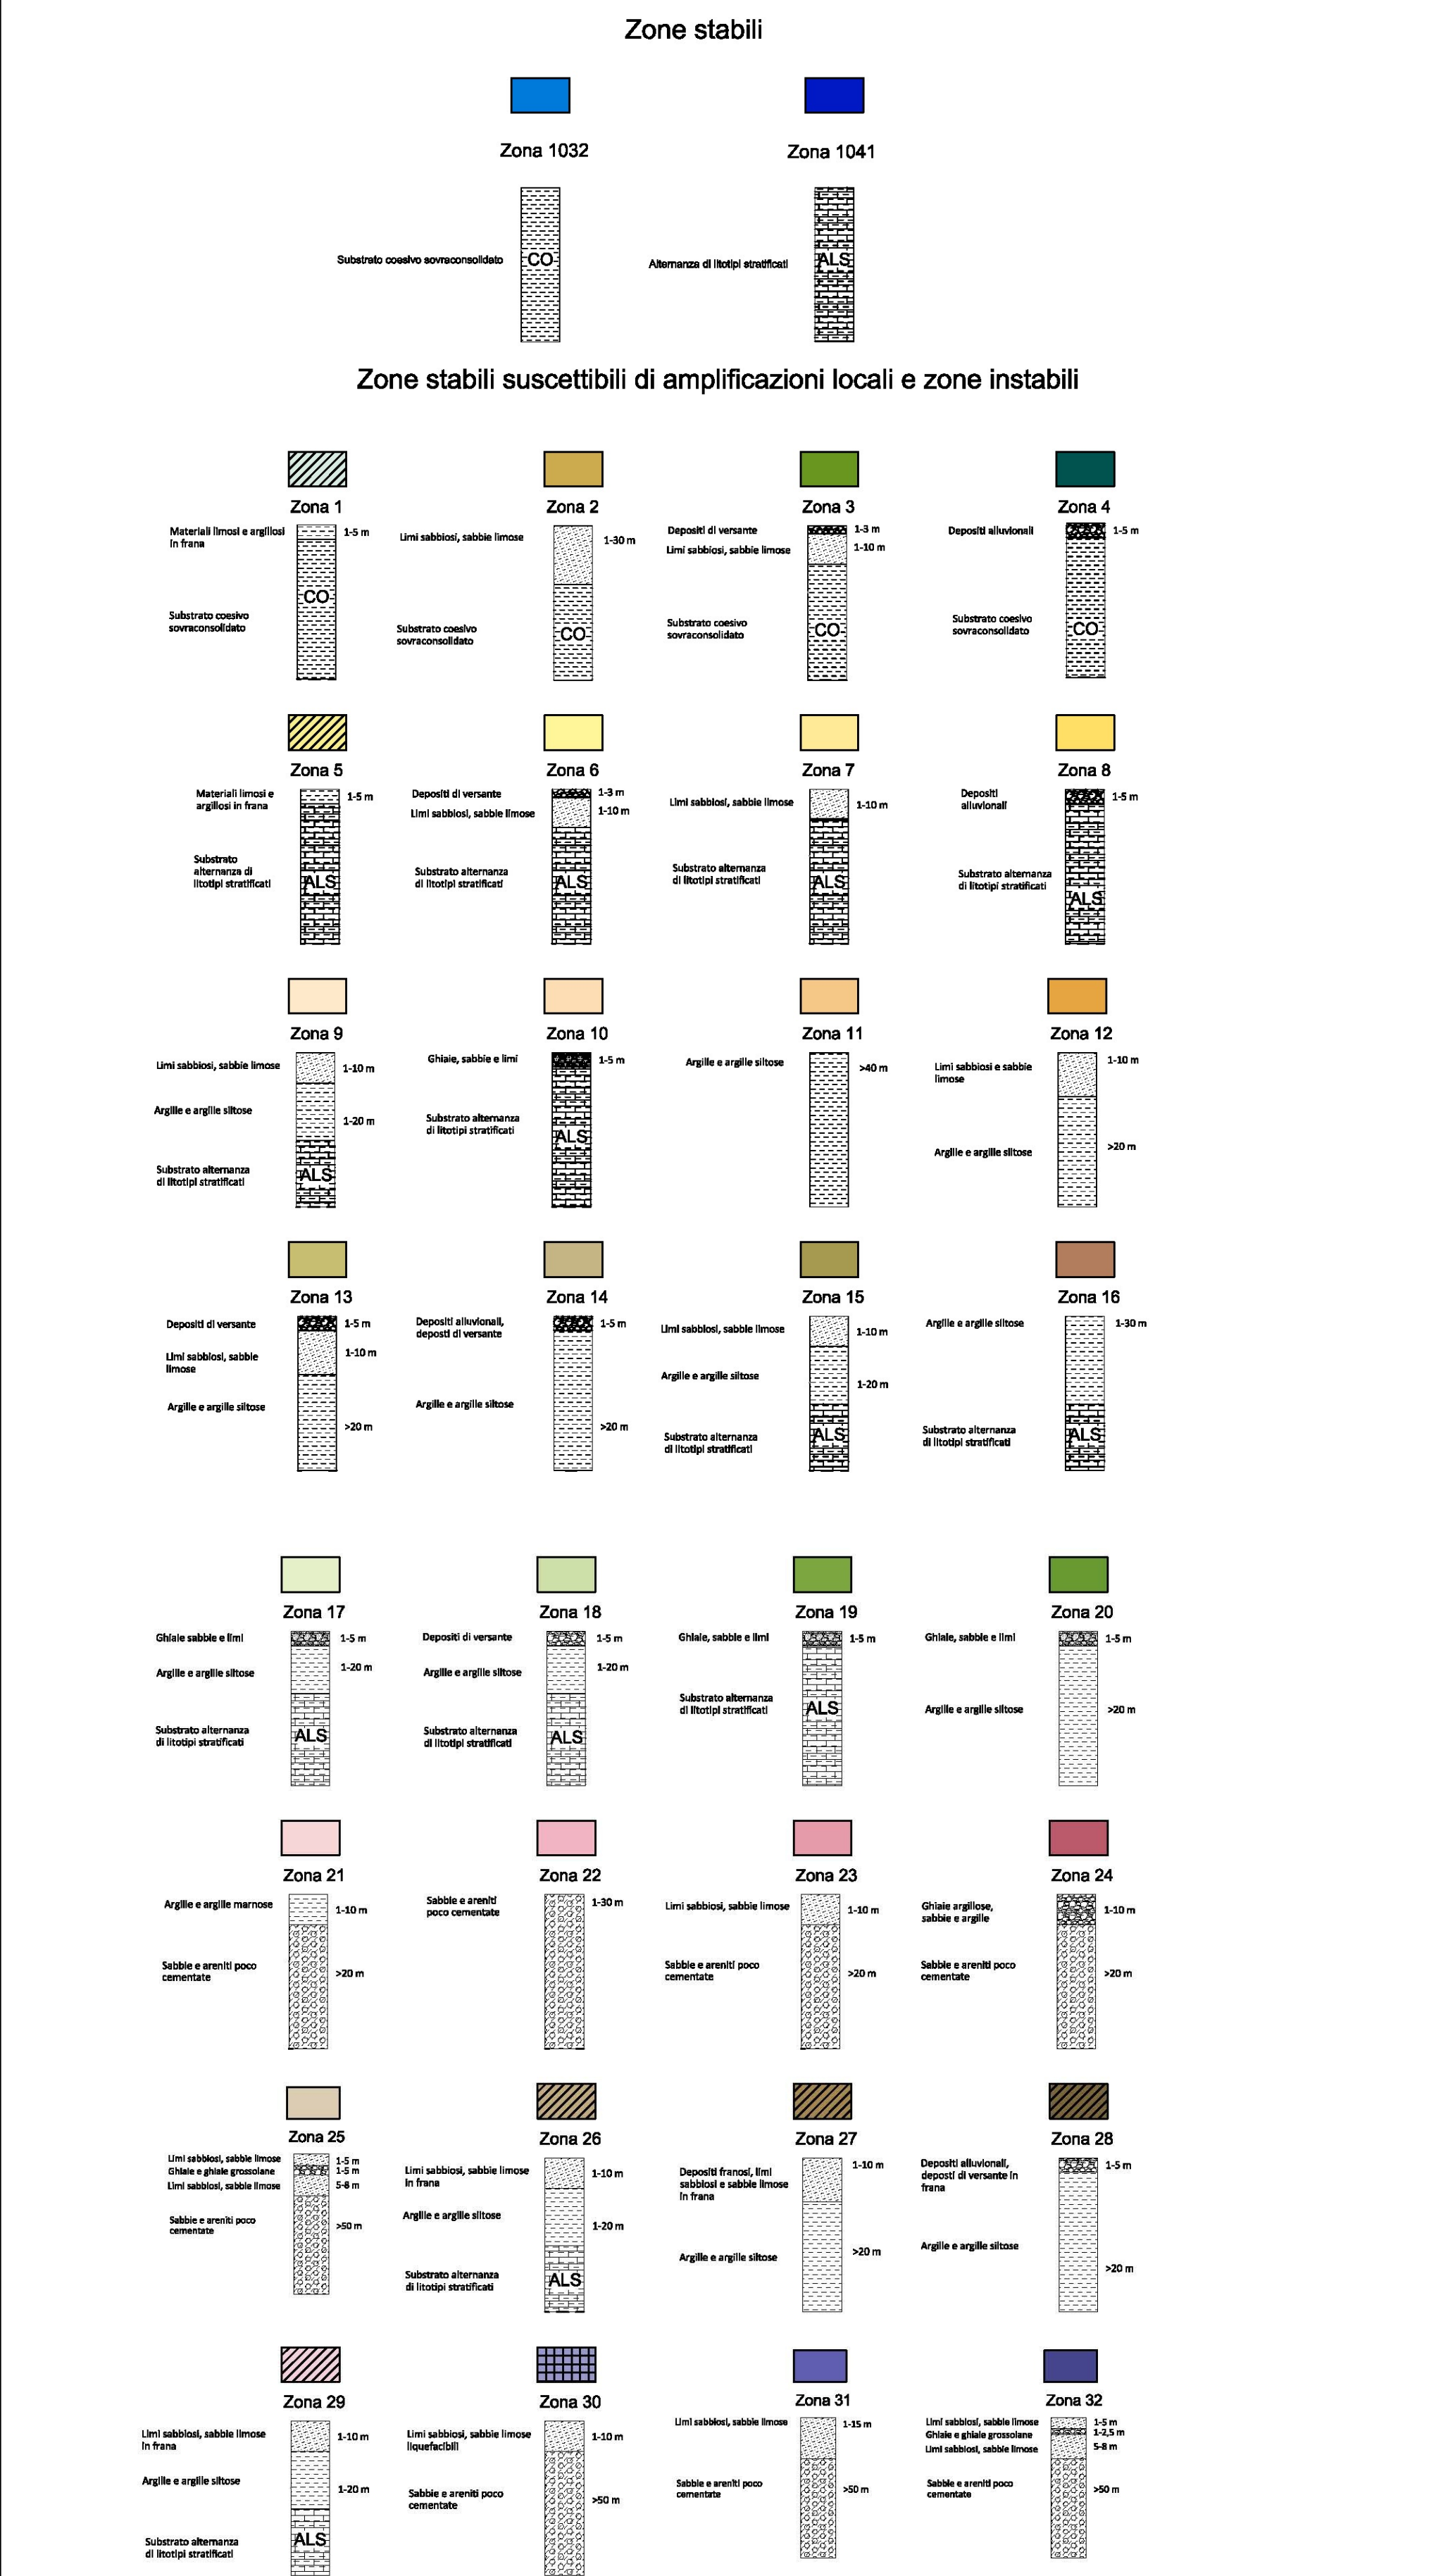 Zone stabili
Zona 1032
Zona 1041
Substrato coesivo sovraconsolidato
CO
Alternanza di litotipi stratificati
ALS
Zone stabili suscettibili di amplificazioni locali e zone instabili
Zona 1
Materiali limosi e argillosi
in frana
1-5 m
CO
Substrato coesivo
sovraconsolidato
Zona 2
Limi sabbiosi, sabbie limose
1-30 m
Substrato coesivo
sovraconsolidato
CO
Zona 3
Depositi di versante
1-3 m
Limi sabbiosi, sabbie limose
1-10 m
Substrato coesivo
sovraconsolidato
CO
Zona 4
Depositi alluvionali
1-5 m
Substrato coesivo
sovraconsolidato
CO
Zona 5
Materiali limosi e
argillosi in frana
1-5 m
Substrato
alternanza di
litotipi stratificati
ALS
Zona 6
Depositi di versante
1-3 m
Limi sabbiosi, sabbie limose
1-10 m
Substrato alternanza
di litotipi stratificati
ALS
Zona 7
Limi sabbiosi, sabbie limose
1-10 m
Substrato alternanza
di litotipi stratificati
ALS
Zona 8
Depositi
alluvionali
1-5 m
Substrato alternanza
di litotipi stratificati
ALS
Zona 9
Limi sabbiosi, sabbie limose
1-10 m
Argille e argille siltose
1-20 m
Substrato alternanza
di litotipi stratificati
ALS
Zona 10
Ghiaie, sabbie e limi
1-5 m
Substrato alternanza
di litotipi stratificati
ALS
Zona 11
Argille e argille siltose
>40 m
Zona 12
Limi sabbiosi e sabbie
limose
1-10 m
Argille e argille siltose
>20 m
Zona 13
Depositi di versante
1-5 m
Limi sabbiosi, sabbie
limose
1-10 m
Argille e argille siltose
>20 m
Zona 14
Depositi alluvionali,
deposti di versante
1-5 m
Argille e argille siltose
>20 m
Zona 15
Limi sabbiosi, sabbie limose
1-10 m
Argille e argille siltose
1-20 m
Substrato alternanza
di litotipi stratificati
ALS
Zona 16
Argille e argille siltose
1-30 m
Substrato alternanza
di litotipi stratificati
ALS
Zona 17
Ghiaie sabbie e limi
1-5 m
Argille e argille siltose
1-20 m
Substrato alternanza
di litotipi stratificati
ALS
Zona 18
Depositi di versante
1-5 m
Argille e argille siltose
1-20 m
Substrato alternanza
di litotipi stratificati
ALS
Zona 19
Ghiaie, sabbie e limi
1-5 m
Substrato alternanza
di litotipi stratificati
ALS
Zona 20
Ghiaie, sabbie e limi
1-5 m
Argille e argille siltose
>20 m
Zona 21
Argille e argille marnose
1-10 m
Sabbie e areniti poco
cementate
>20 m
Zona 22
Sabbie e areniti
poco cementate
1-30 m
Zona 23
Limi sabbiosi, sabbie limose
1-10 m
Sabbie e areniti poco
cementate
>20 m
Zona 24
Ghiaie argillose,
sabbie e argille
1-10 m
Sabbie e areniti poco
cementate
>20 m
Zona 25
Limi sabbiosi, sabbie limose
1-5 m
Ghiaie e ghiaie grossolane
1-5 m
Limi sabbiosi, sabbie limose
5-8 m
Sabbie e areniti poco
cementate
>50 m
Zona 26
Limi sabbiosi, sabbie limose
in frana
1-10 m
Argille e argille siltose
1-20 m
Substrato alternanza
di litotipi stratificati
ALS
Zona 27
Depositi franosi, limi
sabbiosi e sabbie limose
in frana
1-10 m
Argille e argille siltose
>20 m
Zona 28
Depositi alluvionali,
deposti di versante in
frana
1-5 m
Argille e argille siltose
>20 m
Zona 29
Limi sabbiosi, sabbie limose
in frana
1-10 m
Argille e argille siltose
1-20 m
Substrato alternanza
di litotipi stratificati
ALS
Zona 30
Limi sabbiosi, sabbie limose
liquefacibili
1-10 m
Sabbie e areniti poco
cementate
>50 m
Zona 31
Limi sabbiosi, sabbie limose
1-15 m
Sabbie e areniti poco
cementate
>50 m
Zona 32
Limi sabbiosi, sabbie limose
1-5 m
Ghiaie e ghiaie grossolane
1-2,5 m
Limi sabbiosi, sabbie limose
5-8 m
Sabbie e areniti poco
cementate
>50 m